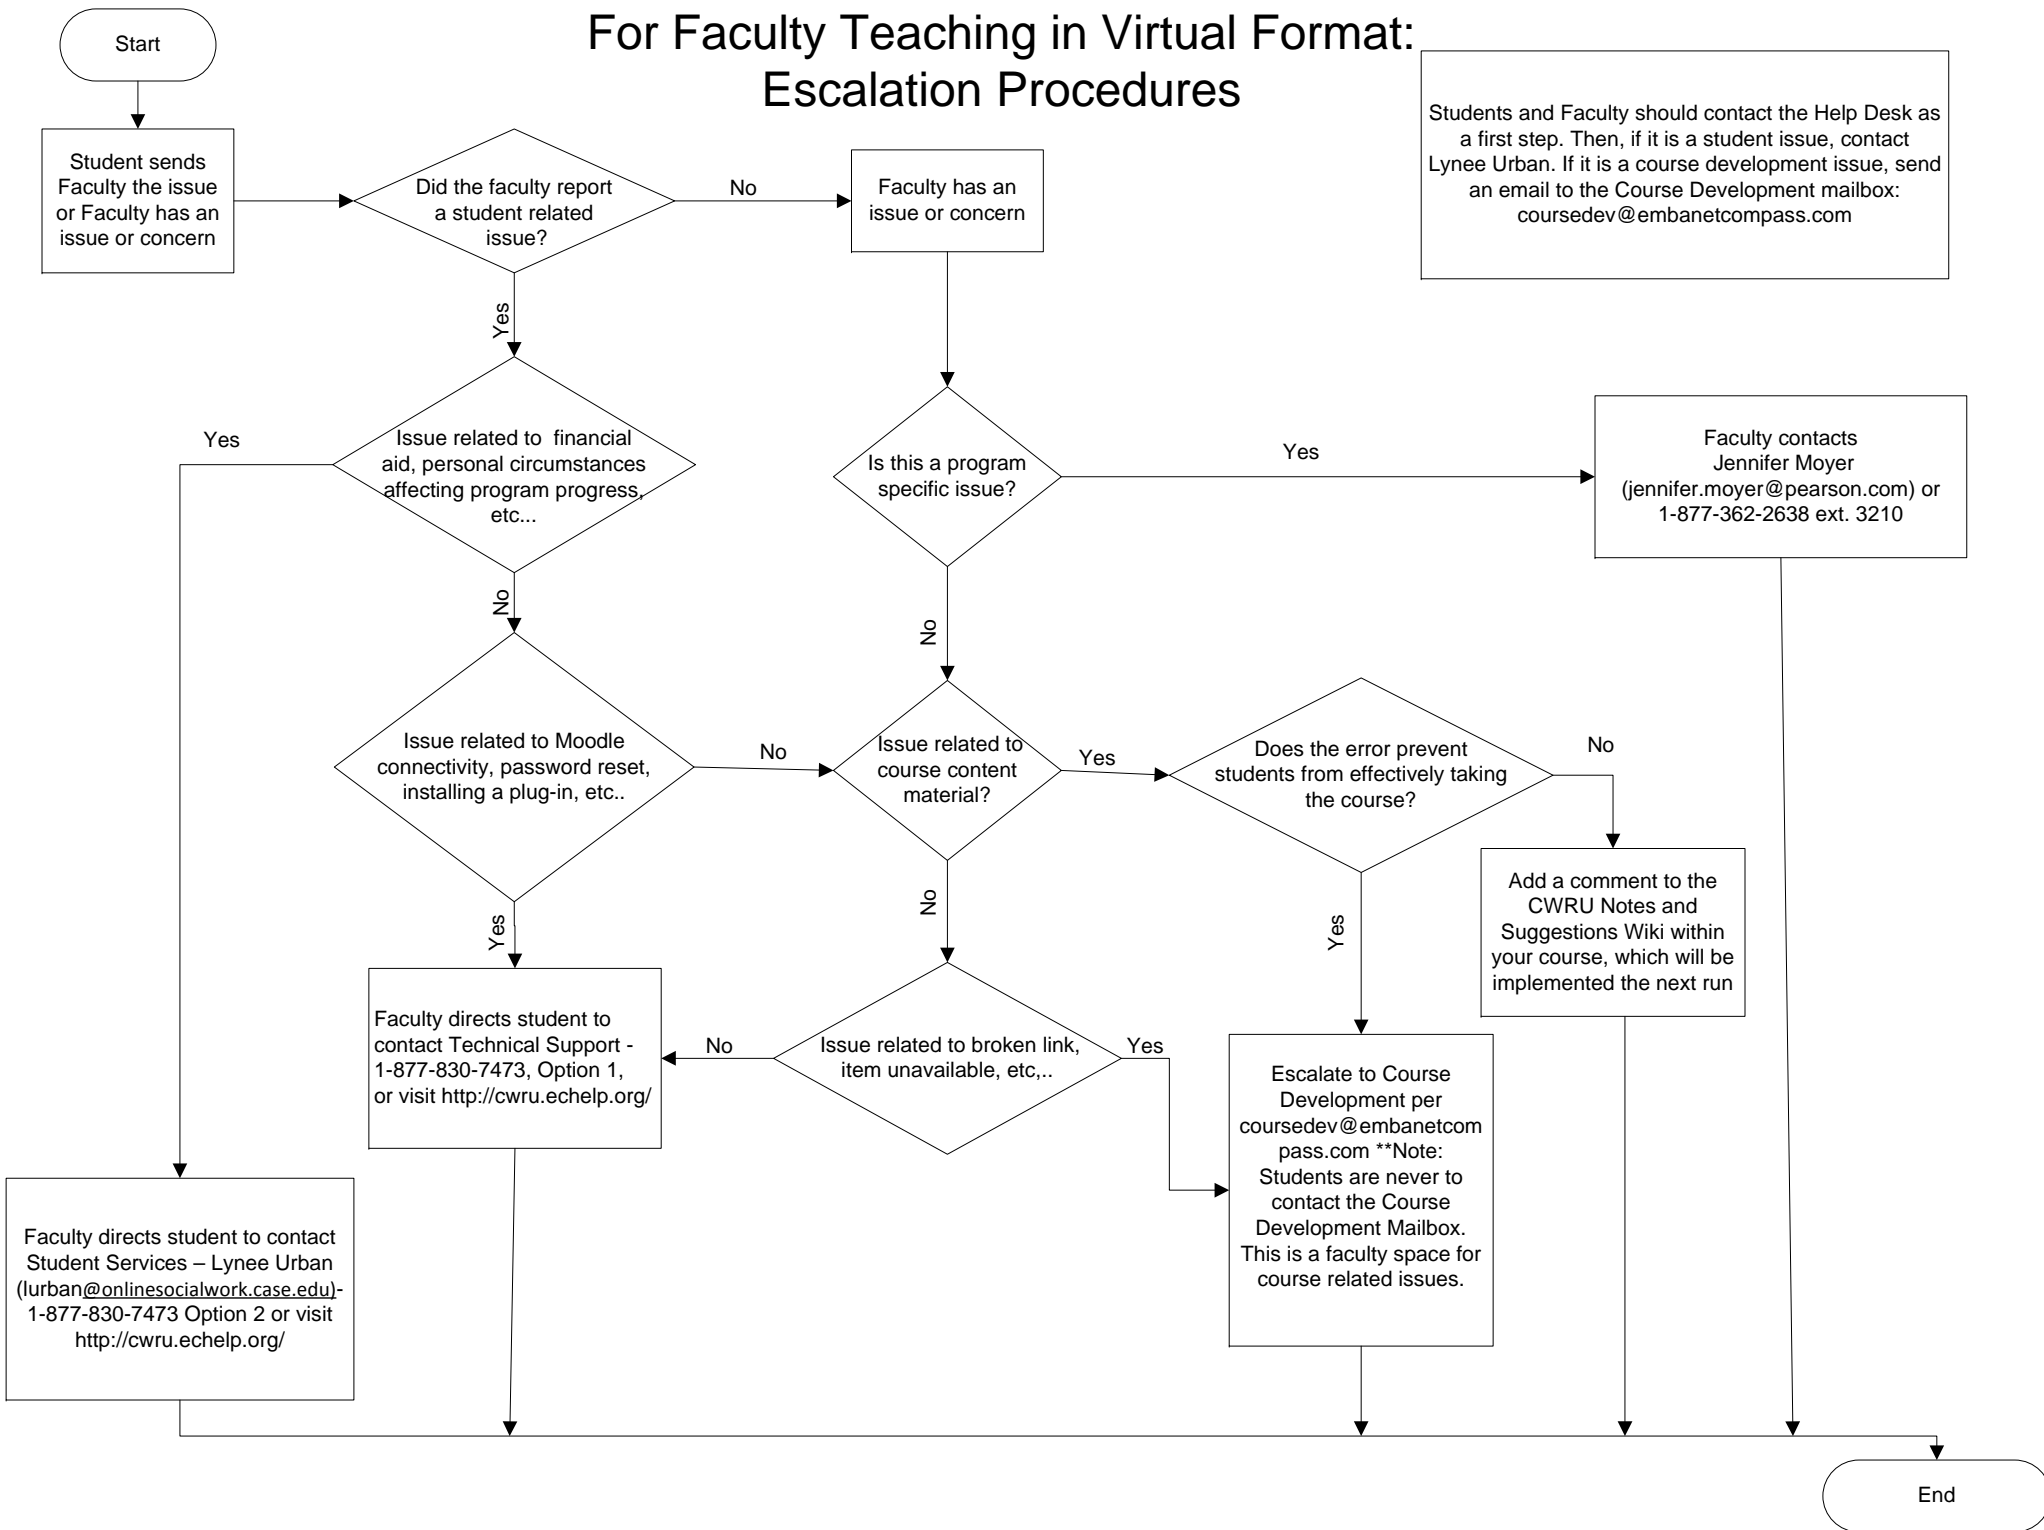 For Faculty Teaching in Virtual Format:
Escalation Procedures
Start
Students and Faculty should contact the Help Desk as
a first step. Then, if it is a student issue, contact
Lynee Urban. If it is a course development issue, send
an email to the Course Development mailbox:
coursedev@embanetcompass.com
Student sends
Faculty the issue
or Faculty has an
issue or concern
Did the faculty report
a student related
issue?
No
Faculty has an
issue or concern
Yes
Yes
Issue related to  financial
aid, personal circumstances
affecting program progress,
etc...
Is this a program
specific issue?
Yes
Faculty contacts
Jennifer Moyer
(jennifer.moyer@pearson.com) or
1-877-362-2638 ext. 3210
No
No
Issue related to Moodle
connectivity, password reset,
installing a plug-in, etc..
No
Issue related to
course content
material?
Yes
Does the error prevent
students from effectively taking
the course?
No
Add a comment to the
CWRU Notes and
Suggestions Wiki within
your course, which will be
implemented the next run
Yes
No
Yes
Faculty directs student to
contact Technical Support -
1-877-830-7473, Option 1,
or visit http://cwru.echelp.org/
No
Issue related to broken link,
item unavailable, etc,..
Yes
Escalate to Course
Development per
coursedev@embanetcom
pass.com **Note:
Students are never to
contact the Course
Development Mailbox.
This is a faculty space for
course related issues.
Faculty directs student to contact
Student Services – Lynee Urban
(lurban@onlinesocialwork.case.edu)-
1-877-830-7473 Option 2 or visit
http://cwru.echelp.org/
End